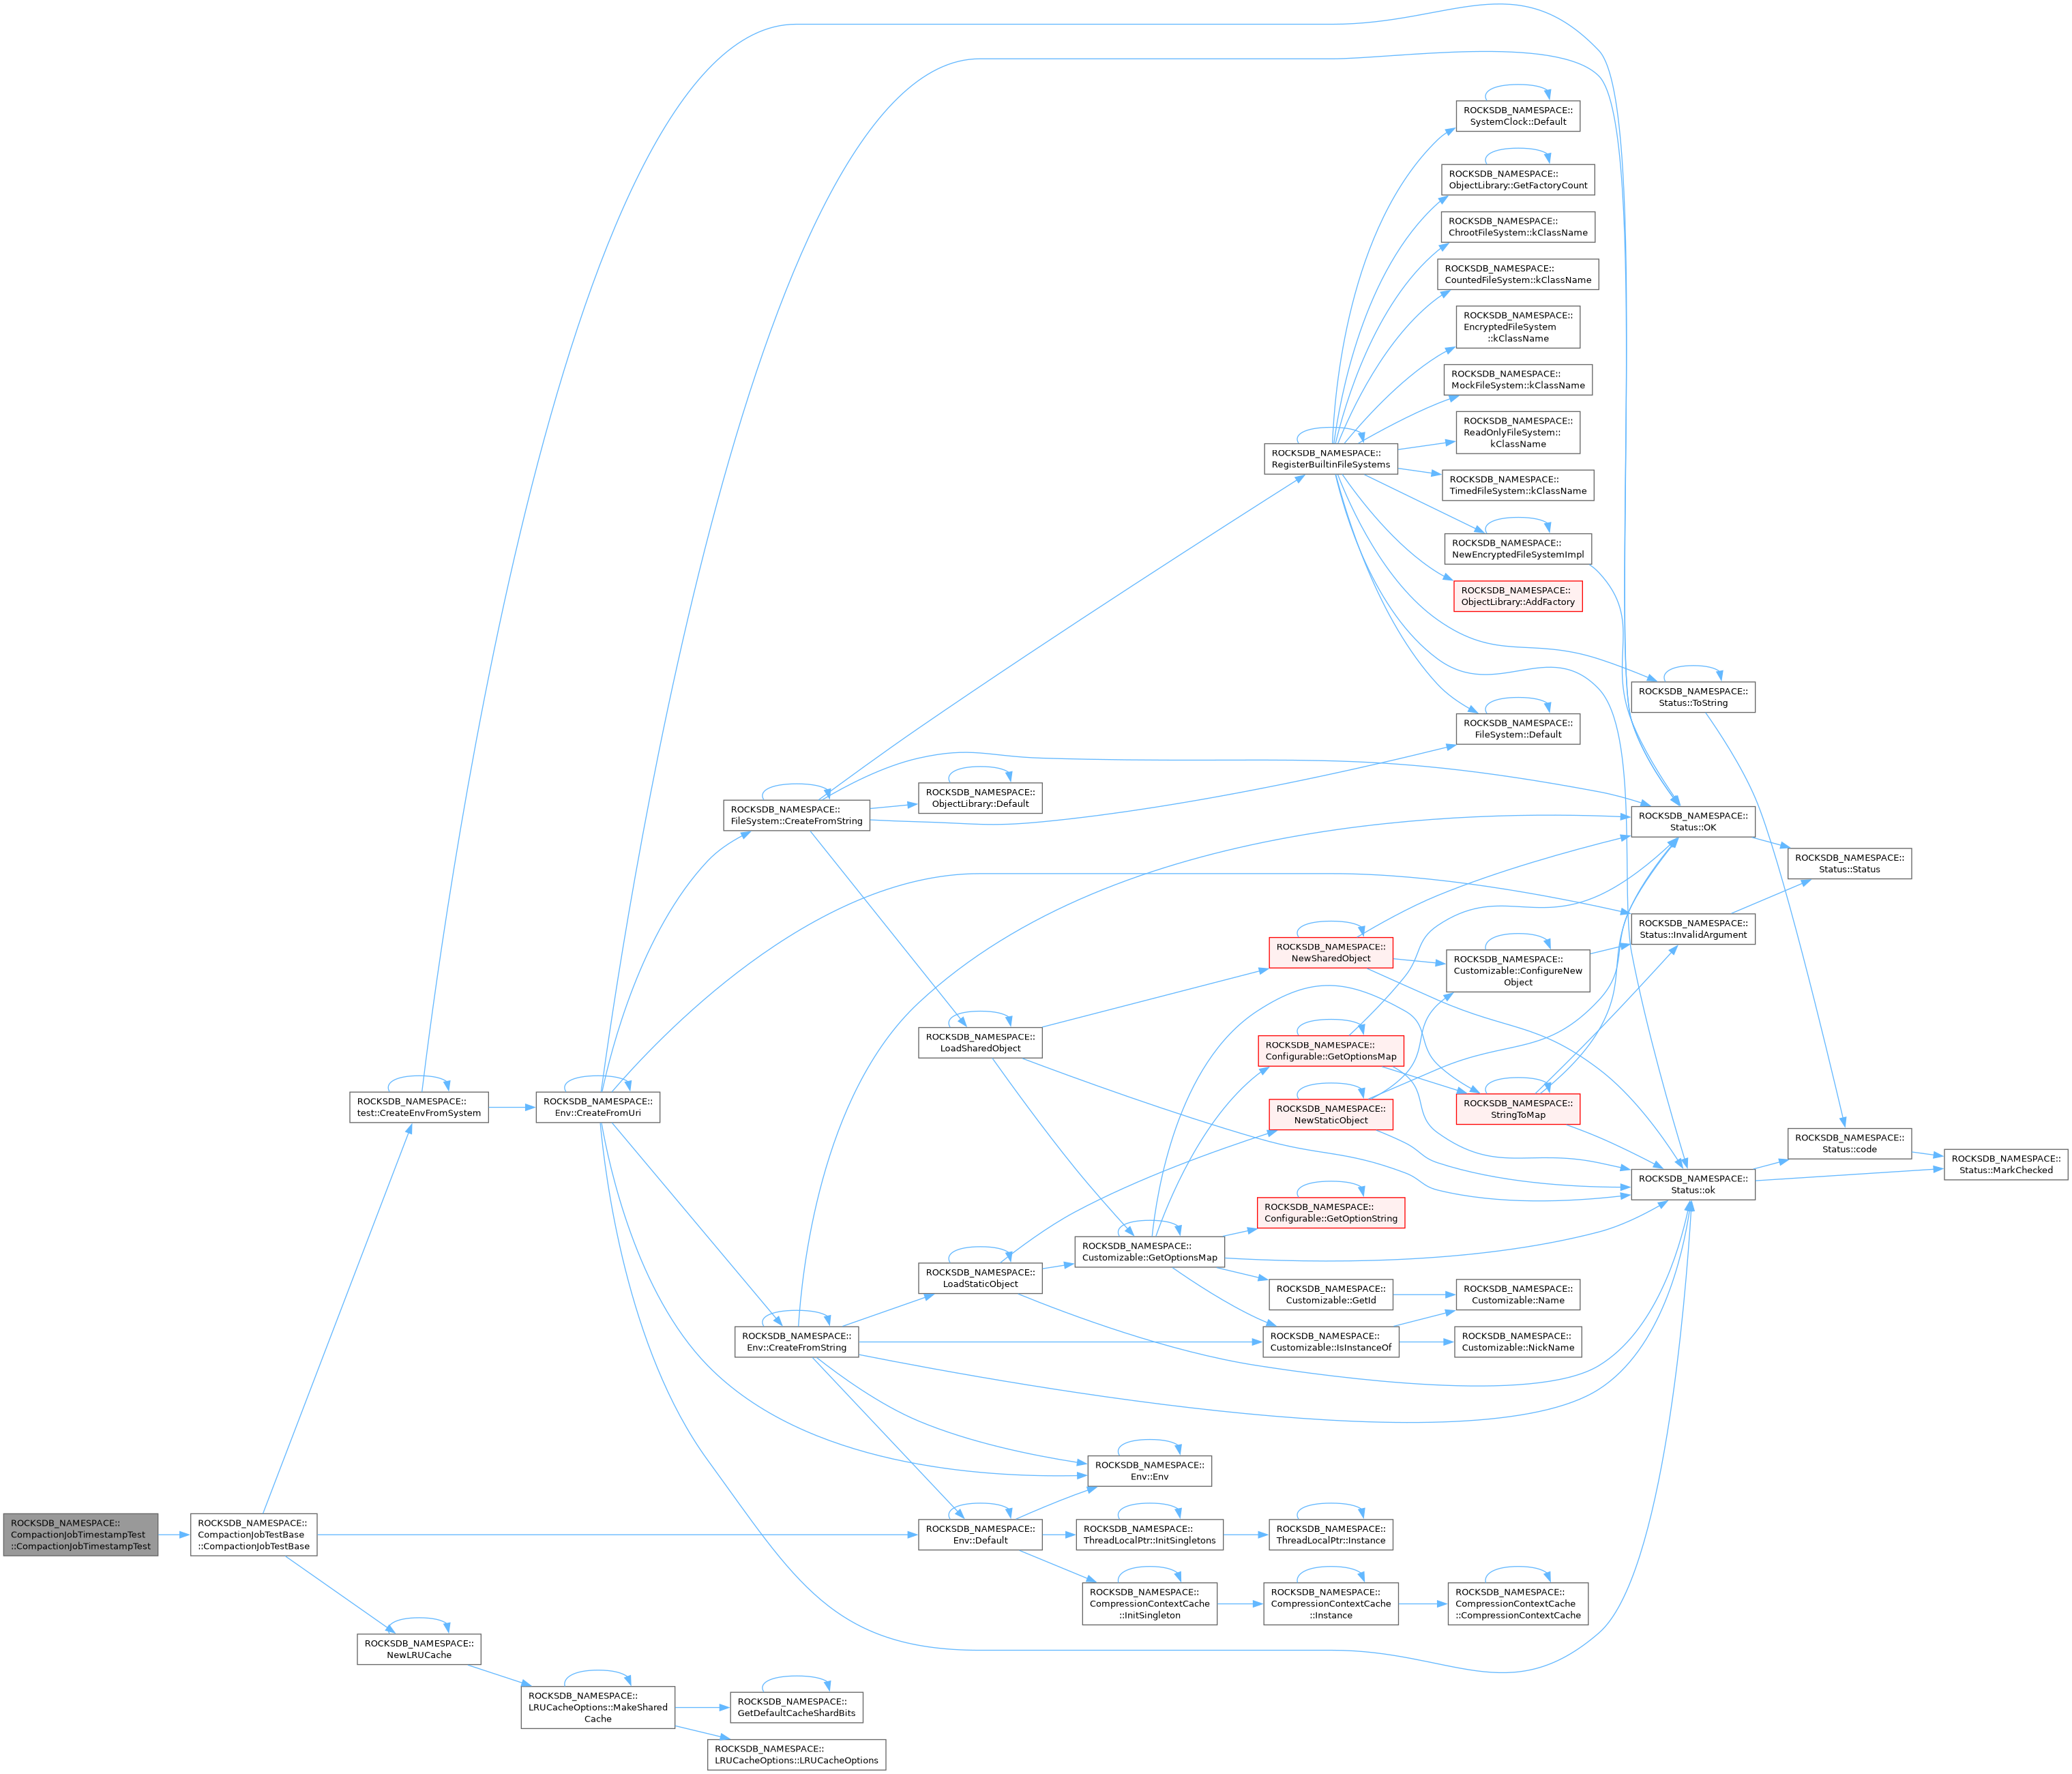 ROCKSDB_NAMESPACE::
CompactionJobTimestampTest
::CompactionJobTimestampTest
ROCKSDB_NAMESPACE::
CompactionJobTestBase
::CompactionJobTestBase
ROCKSDB_NAMESPACE::
test::CreateEnvFromSystem
ROCKSDB_NAMESPACE::
NewLRUCache
ROCKSDB_NAMESPACE::
Env::CreateFromUri
ROCKSDB_NAMESPACE::
LRUCacheOptions::MakeShared
Cache
ROCKSDB_NAMESPACE::
FileSystem::CreateFromString
ROCKSDB_NAMESPACE::
Env::CreateFromString
ROCKSDB_NAMESPACE::
GetDefaultCacheShardBits
ROCKSDB_NAMESPACE::
LRUCacheOptions::LRUCacheOptions
ROCKSDB_NAMESPACE::
ObjectLibrary::Default
ROCKSDB_NAMESPACE::
LoadSharedObject
ROCKSDB_NAMESPACE::
LoadStaticObject
ROCKSDB_NAMESPACE::
Env::Default
ROCKSDB_NAMESPACE::
Customizable::GetOptionsMap
ROCKSDB_NAMESPACE::
Env::Env
ROCKSDB_NAMESPACE::
ThreadLocalPtr::InitSingletons
ROCKSDB_NAMESPACE::
CompressionContextCache
::InitSingleton
ROCKSDB_NAMESPACE::
RegisterBuiltinFileSystems
ROCKSDB_NAMESPACE::
NewSharedObject
ROCKSDB_NAMESPACE::
Configurable::GetOptionsMap
ROCKSDB_NAMESPACE::
NewStaticObject
ROCKSDB_NAMESPACE::
Configurable::GetOptionString
ROCKSDB_NAMESPACE::
Customizable::GetId
ROCKSDB_NAMESPACE::
Customizable::IsInstanceOf
ROCKSDB_NAMESPACE::
ThreadLocalPtr::Instance
ROCKSDB_NAMESPACE::
CompressionContextCache
::Instance
ROCKSDB_NAMESPACE::
SystemClock::Default
ROCKSDB_NAMESPACE::
ObjectLibrary::GetFactoryCount
ROCKSDB_NAMESPACE::
ChrootFileSystem::kClassName
ROCKSDB_NAMESPACE::
CountedFileSystem::kClassName
ROCKSDB_NAMESPACE::
EncryptedFileSystem
::kClassName
ROCKSDB_NAMESPACE::
MockFileSystem::kClassName
ROCKSDB_NAMESPACE::
ReadOnlyFileSystem::
kClassName
ROCKSDB_NAMESPACE::
TimedFileSystem::kClassName
ROCKSDB_NAMESPACE::
NewEncryptedFileSystemImpl
ROCKSDB_NAMESPACE::
ObjectLibrary::AddFactory
ROCKSDB_NAMESPACE::
FileSystem::Default
ROCKSDB_NAMESPACE::
Customizable::ConfigureNew
Object
ROCKSDB_NAMESPACE::
StringToMap
ROCKSDB_NAMESPACE::
Customizable::Name
ROCKSDB_NAMESPACE::
Customizable::NickName
ROCKSDB_NAMESPACE::
CompressionContextCache
::CompressionContextCache
ROCKSDB_NAMESPACE::
Status::ToString
ROCKSDB_NAMESPACE::
Status::OK
ROCKSDB_NAMESPACE::
Status::InvalidArgument
ROCKSDB_NAMESPACE::
Status::ok
ROCKSDB_NAMESPACE::
Status::Status
ROCKSDB_NAMESPACE::
Status::code
ROCKSDB_NAMESPACE::
Status::MarkChecked